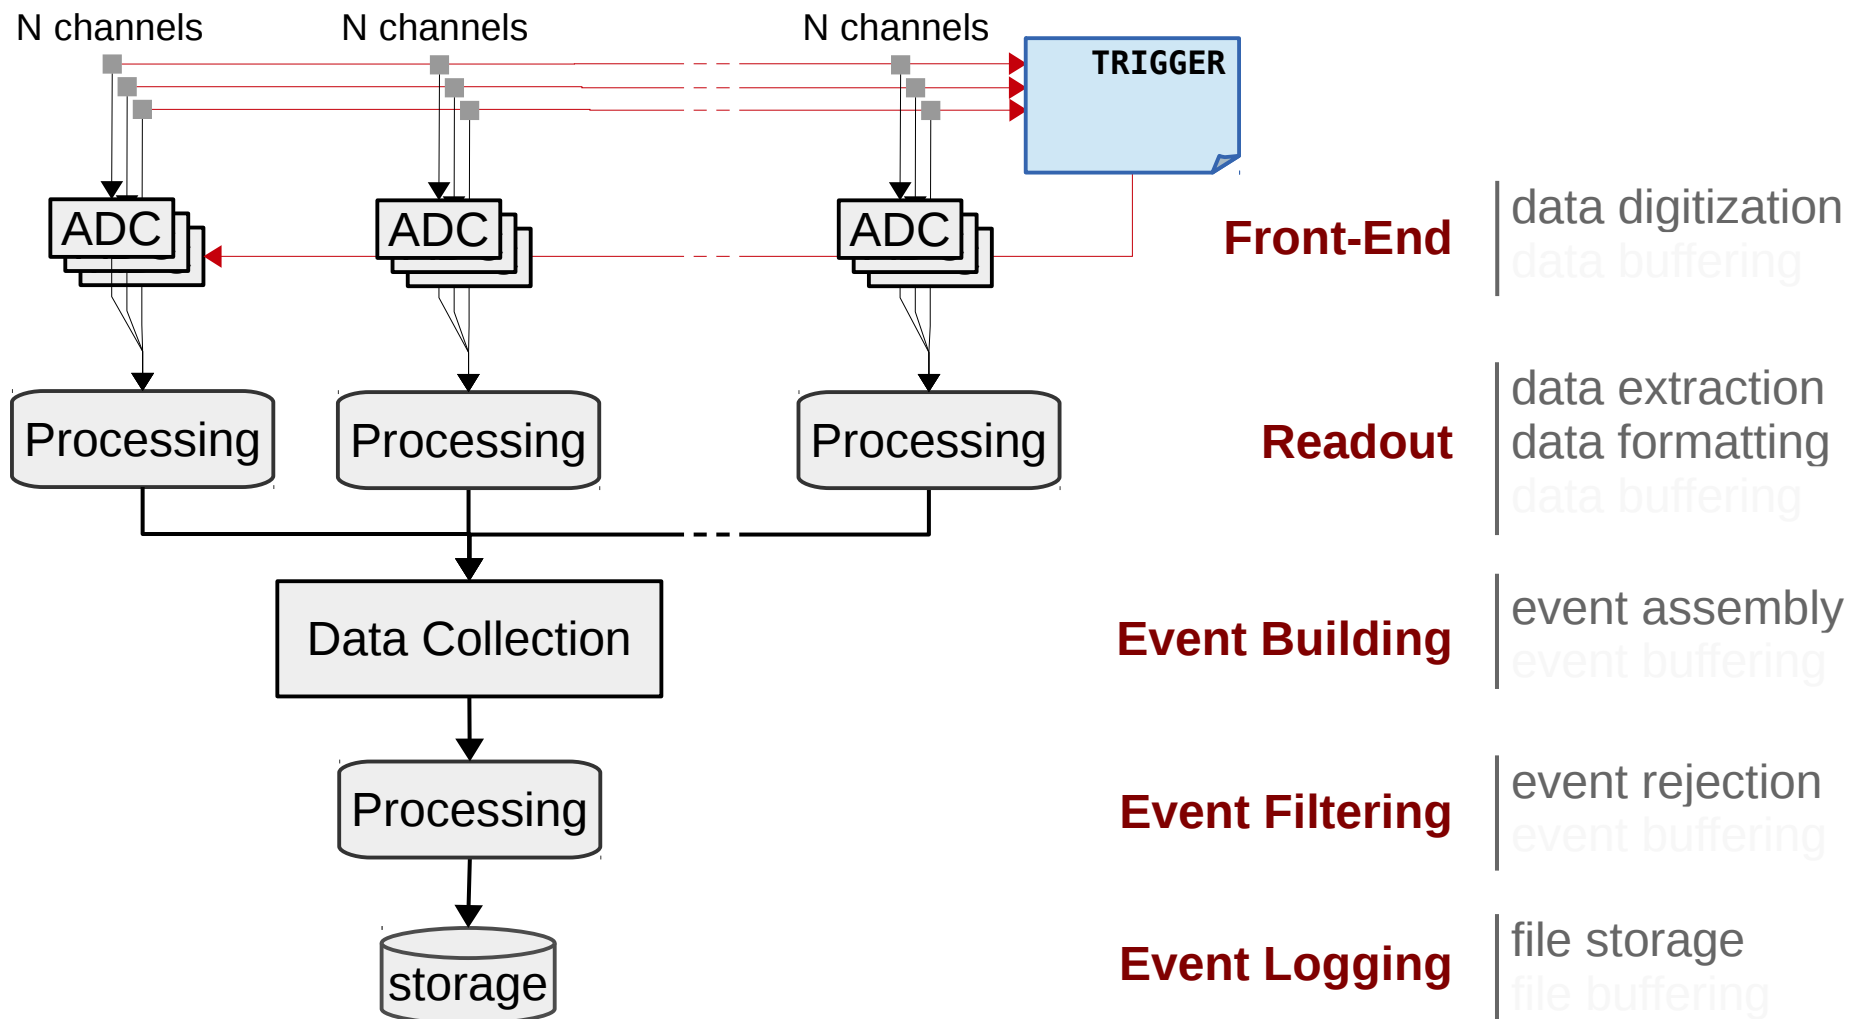 N channels
N channels
N channels
TRIGGER
ADC
ADC
ADC
Front-End
data digitization
data buffering
Processing
Processing
Processing
Readout
data extraction
data formatting
data buffering
Data Collection
Event Building
event assembly
event buffering
Processing
Event Filtering
event rejection
event buffering
storage
Event Logging
file storage
file buffering